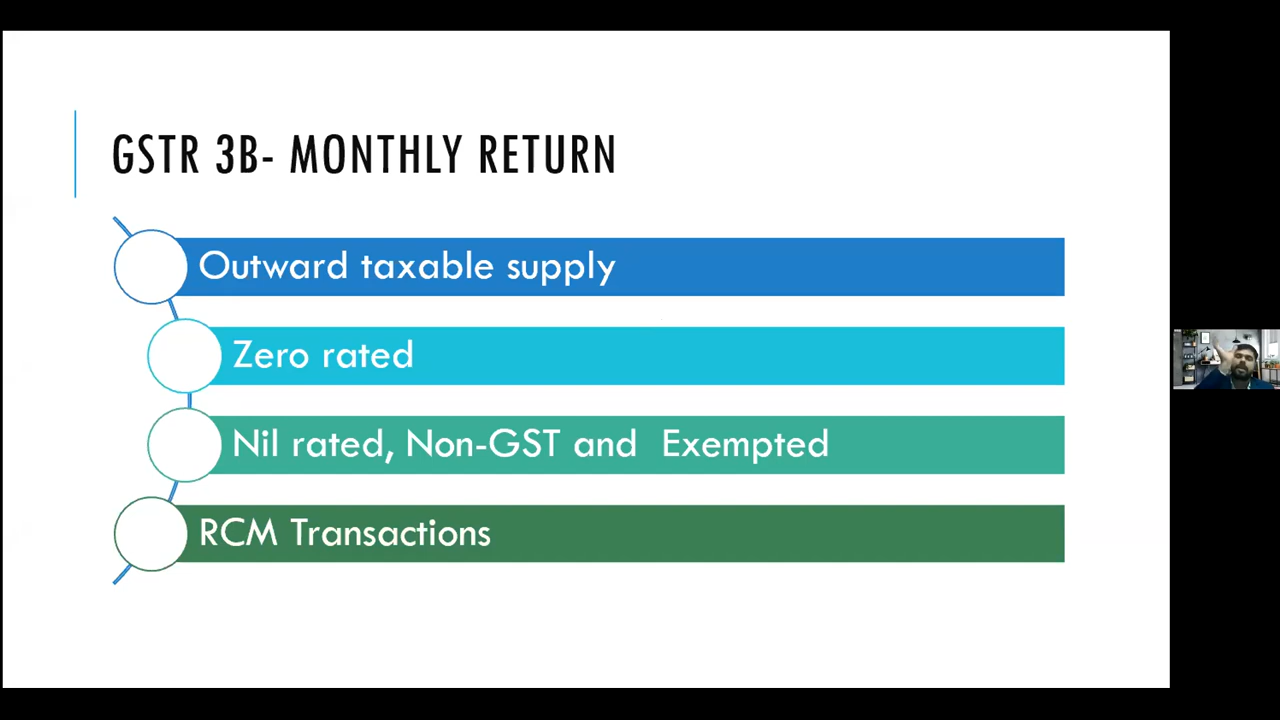 GSTR 3B- MONTHLY RETURN
Outward taxable supply
Zero rated
Nil rated, Non-GST and Exempted
RCM Transactions